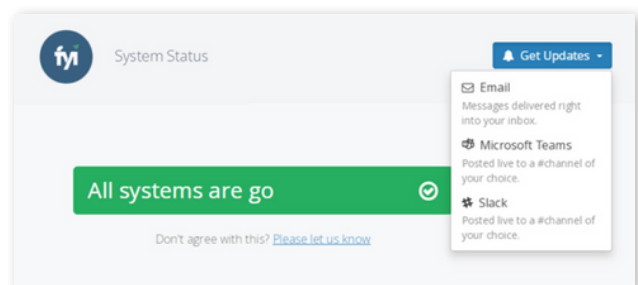 fyi
System Status
Get Updates
Email
Messages delivered right
into your inbox.
Microsoft Teams
Posted live to a #channel of
your choice.
Slack
Posted live to a #channel of
your choice.
All systems are go
Don't agree with this? Please let us know